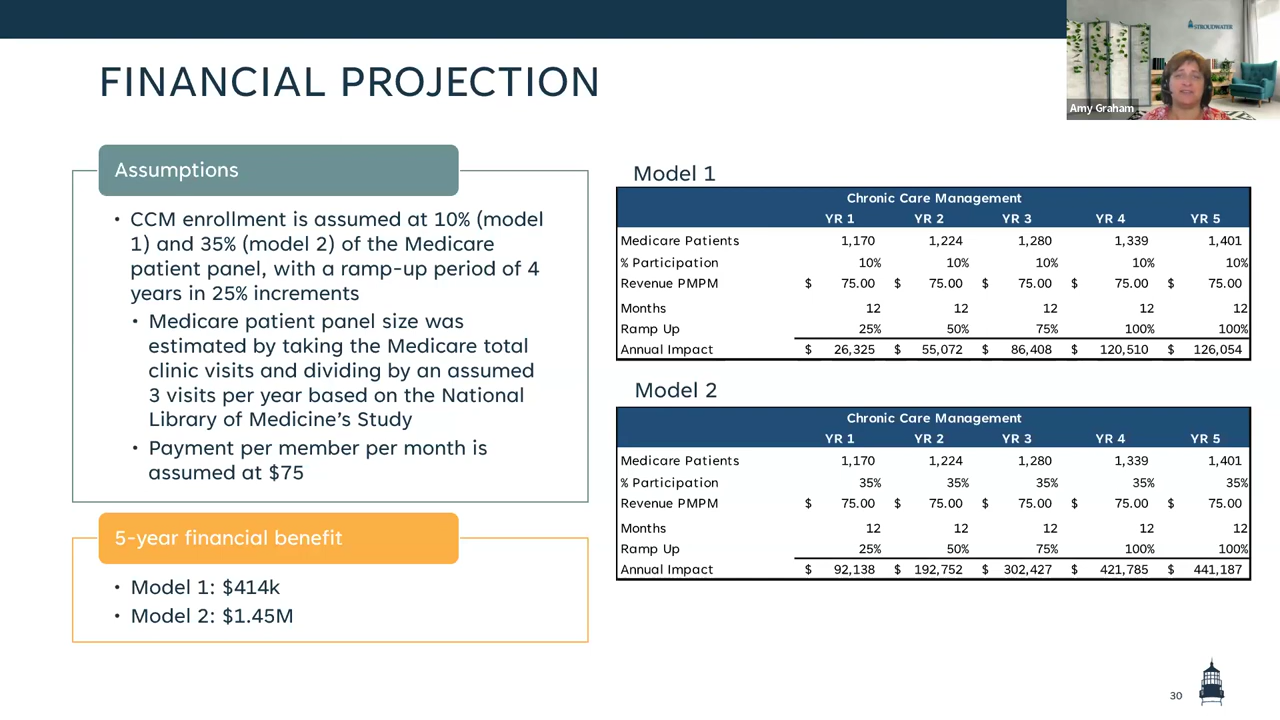 STROUDWATER
Amy Graham
FINANCIAL PROJECTION
Assumptions
• CCM enrollment is assumed at 10% (model
1) and 35% (model 2) of the Medicare
patient panel, with a ramp-up period of 4
years in 25% increments
• Medicare patient panel size was
estimated by taking the Medicare total
clinic visits and dividing by an assumed
3 visits per year based on the National
Library of Medicine's Study
• Payment per member per month is
assumed at $75
5-year financial benefit
• Model 1: $414k
• Model 2: $1.45M
Model 1
Chronic Care Management
YR 1 YR 2 YR 3 YR 4 YR 5
Medicare Patients 1,170 1,224 1,280 1,339 1,401
% Participation 10% 10% 10% 10% 10%
Revenue PMPM $ 75.00 $ 75.00 $ 75.00 $ 75.00 $ 75.00
Months 12 12 12 12 12
Ramp Up 25% 50% 75% 100% 100%
Annual Impact $ 26,325 $ 55,072 $ 86,408 $ 120,510 $ 126,054
Model 2
Chronic Care Management
YR 1 YR 2 YR 3 YR 4 YR 5
Medicare Patients 1,170 1,224 1,280 1,339 1,401
% Participation 35% 35% 35% 35% 35%
Revenue PMPM $ 75.00 $ 75.00 $ 75.00 $ 75.00 $ 75.00
Months 12 12 12 12 12
Ramp Up 25% 50% 75% 100% 100%
Annual Impact $ 92,138 $ 192,752 $ 302,427 $ 421,785 $ 441,187
30